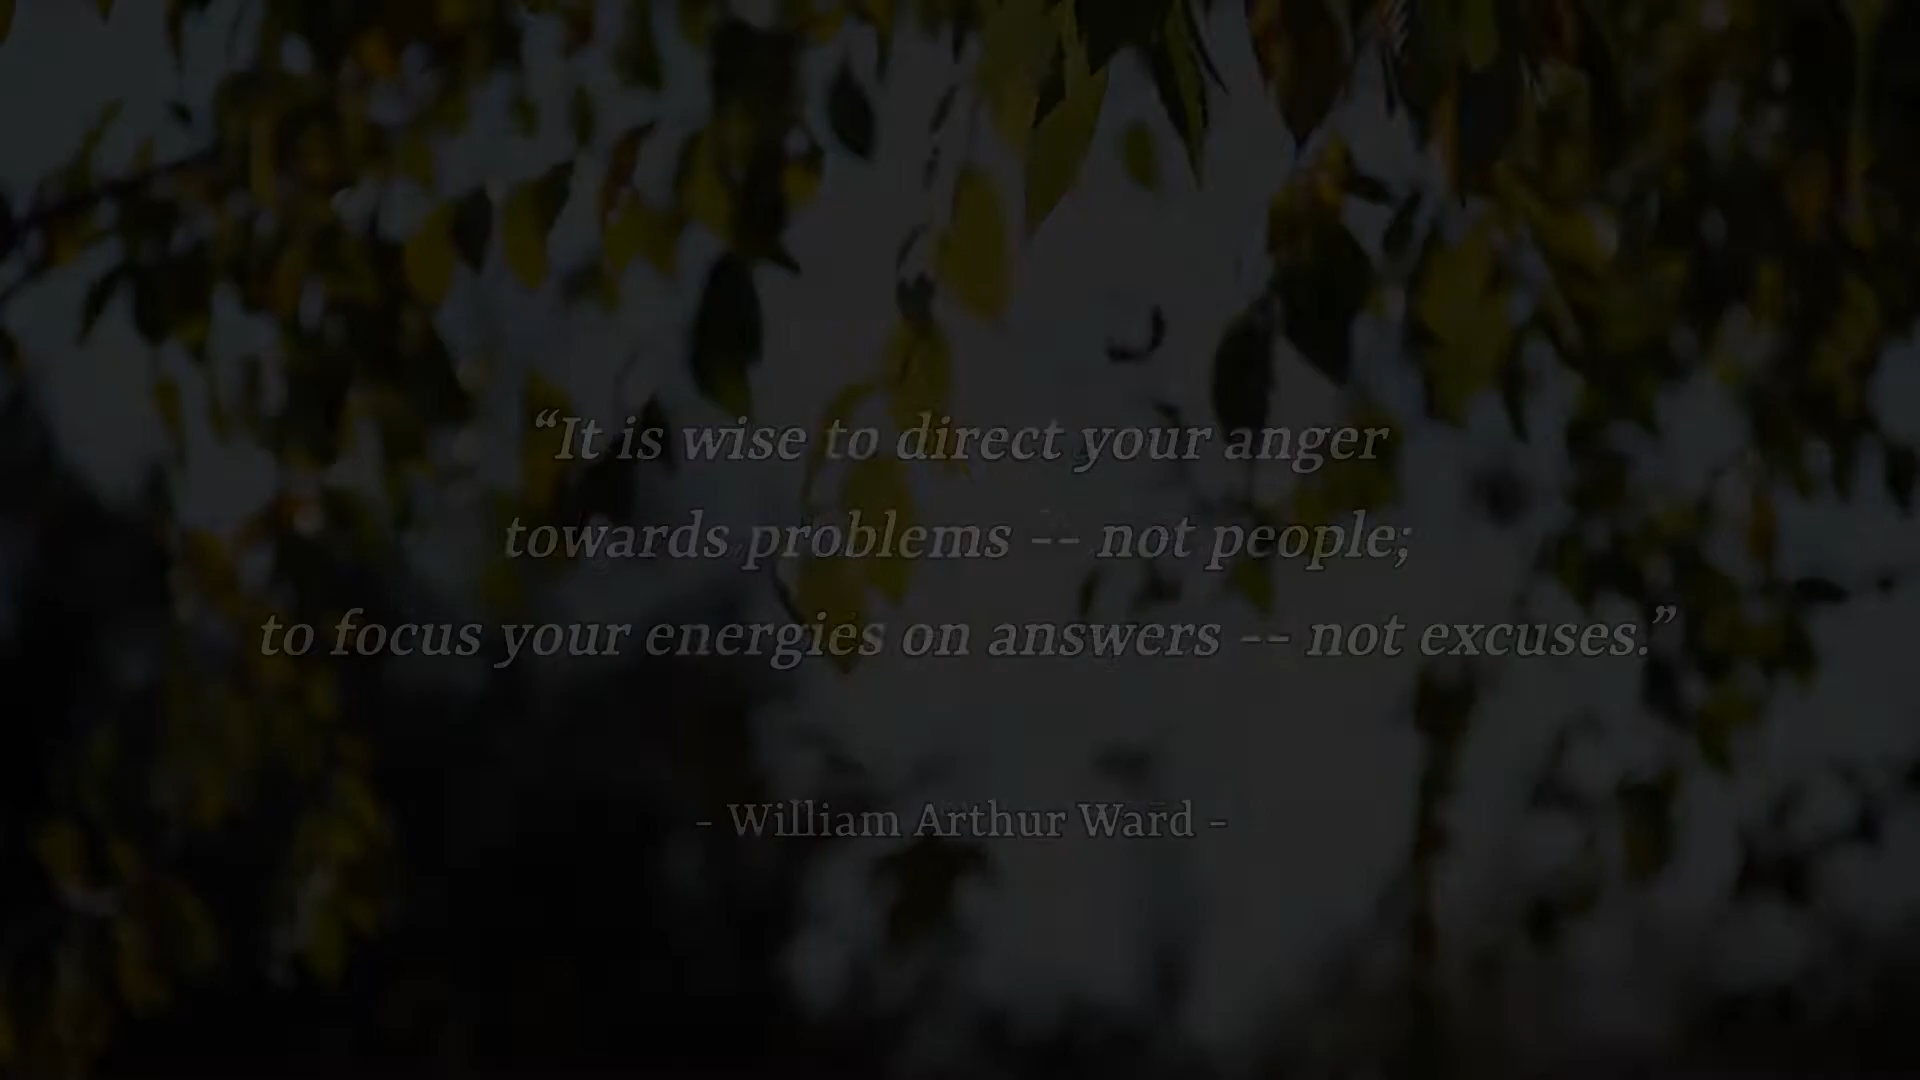 “It is wise to direct your anger
towards problems -- not people;
to focus your energies on answers -- not excuses.”
- William Arthur Ward -